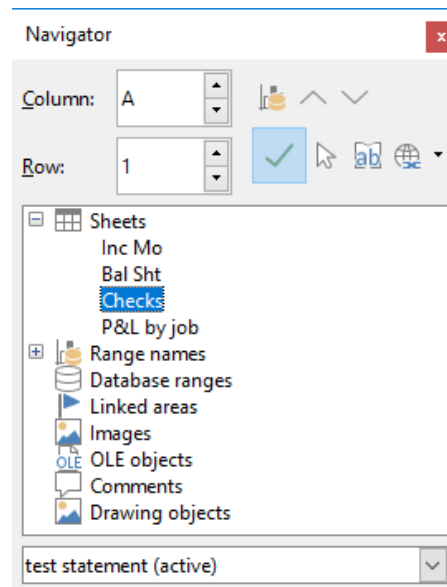 Navigator
x
Column: A
Row: 1
ab
Sheets
Inc Mo
Bal Sht
Checks
P&L by job
Range names
Database ranges
Linked areas
Images
OLE OLE objects
Comments
Drawing objects
test statement (active)